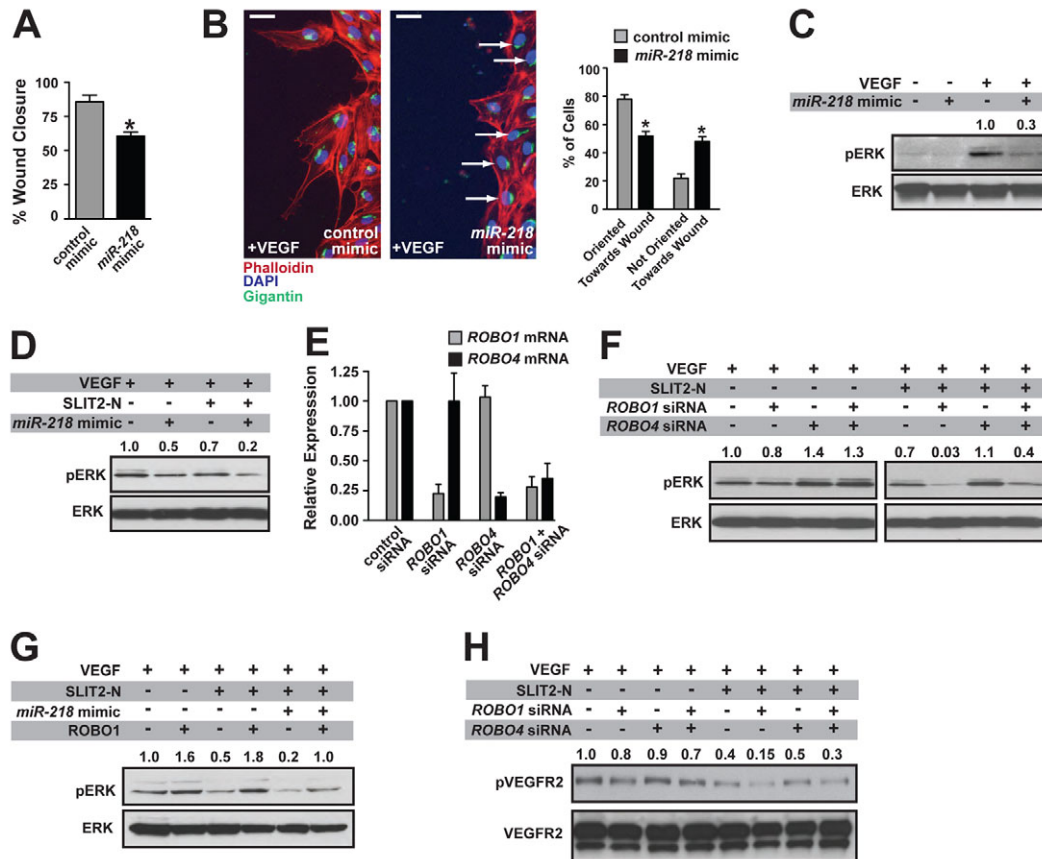 A
% Wound Closure
100
75
50
25
0
*
control mimic
miR-218 mimic
B
+VEGF
control mimic
+VEGF
miR-218 mimic
Phalloidin
DAPI
Gigantin
control mimic
miR-218 mimic
% of Cells
100
80
60
40
20
0
* *
Oriented Towards Wound
Not Oriented Towards Wound
C
VEGF - - + +
miR-218 mimic - + - +
1.0 0.3
pERK
ERK
D
VEGF + + + +
SLIT2-N - - + +
miR-218 mimic - + - +
1.0 0.5 0.7 0.2
pERK
ERK
E
ROBO1 mRNA
ROBO4 mRNA
Relative Expresssion
1.25
1.00
0.75
0.50
0.25
0.00
control siRNA
ROBO1 siRNA
ROBO4 siRNA
ROBO1 + ROBO4 siRNA
F
VEGF + + + + + + + +
SLIT2-N - - - - + + + +
ROBO1 siRNA - + - + - + - +
ROBO4 siRNA - - + + - - + +
1.0 0.8 1.4 1.3 0.7 0.03 1.1 0.4
pERK
ERK
G
VEGF + + + + + +
SLIT2-N - - + + + +
miR-218 mimic - - - - + +
ROBO1 - + - + - +
1.0 1.6 0.5 1.8 0.2 1.0
pERK
ERK
H
VEGF + + + + + + + +
SLIT2-N - - - - + + + +
ROBO1 siRNA - + - + - + - +
ROBO4 siRNA - - + + - - + +
1.0 0.8 0.9 0.7 0.4 0.15 0.5 0.3
pVEGFR2
VEGFR2